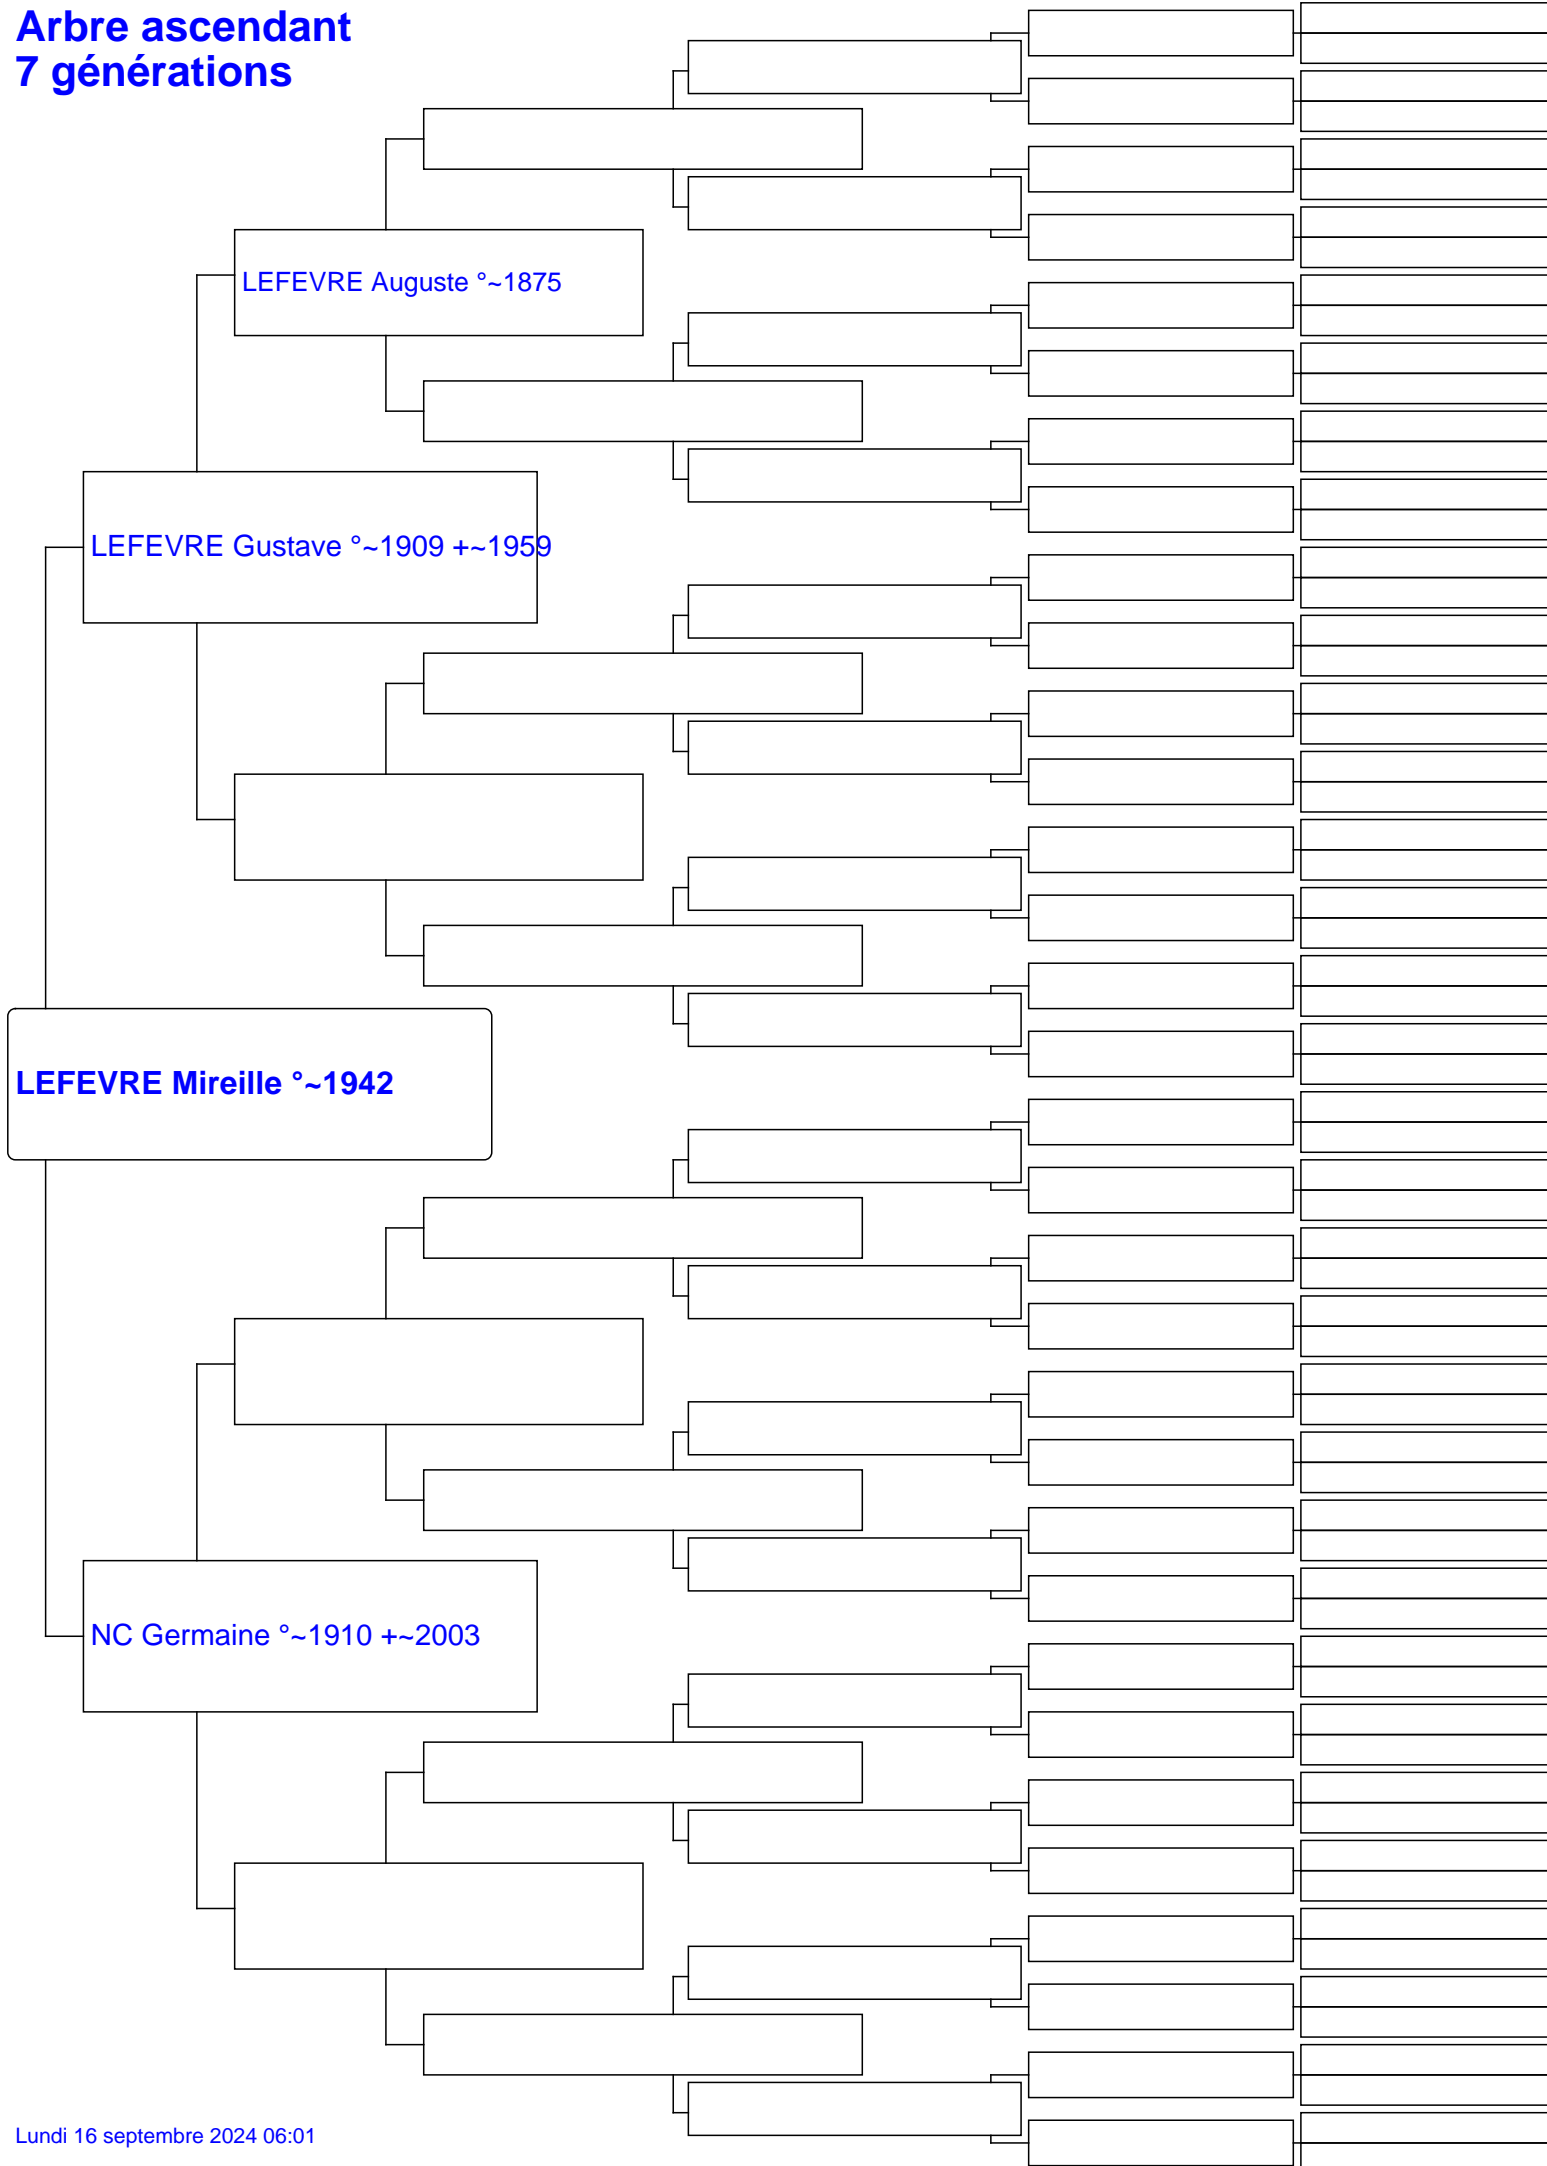 Arbre ascendant
7 générations
LEFEVRE Auguste °~1875
LEFEVRE Gustave °~1909 +~1959
LEFEVRE Mireille °~1942
NC Germaine °~1910 +~2003
Lundi 16 septembre 2024 06:01